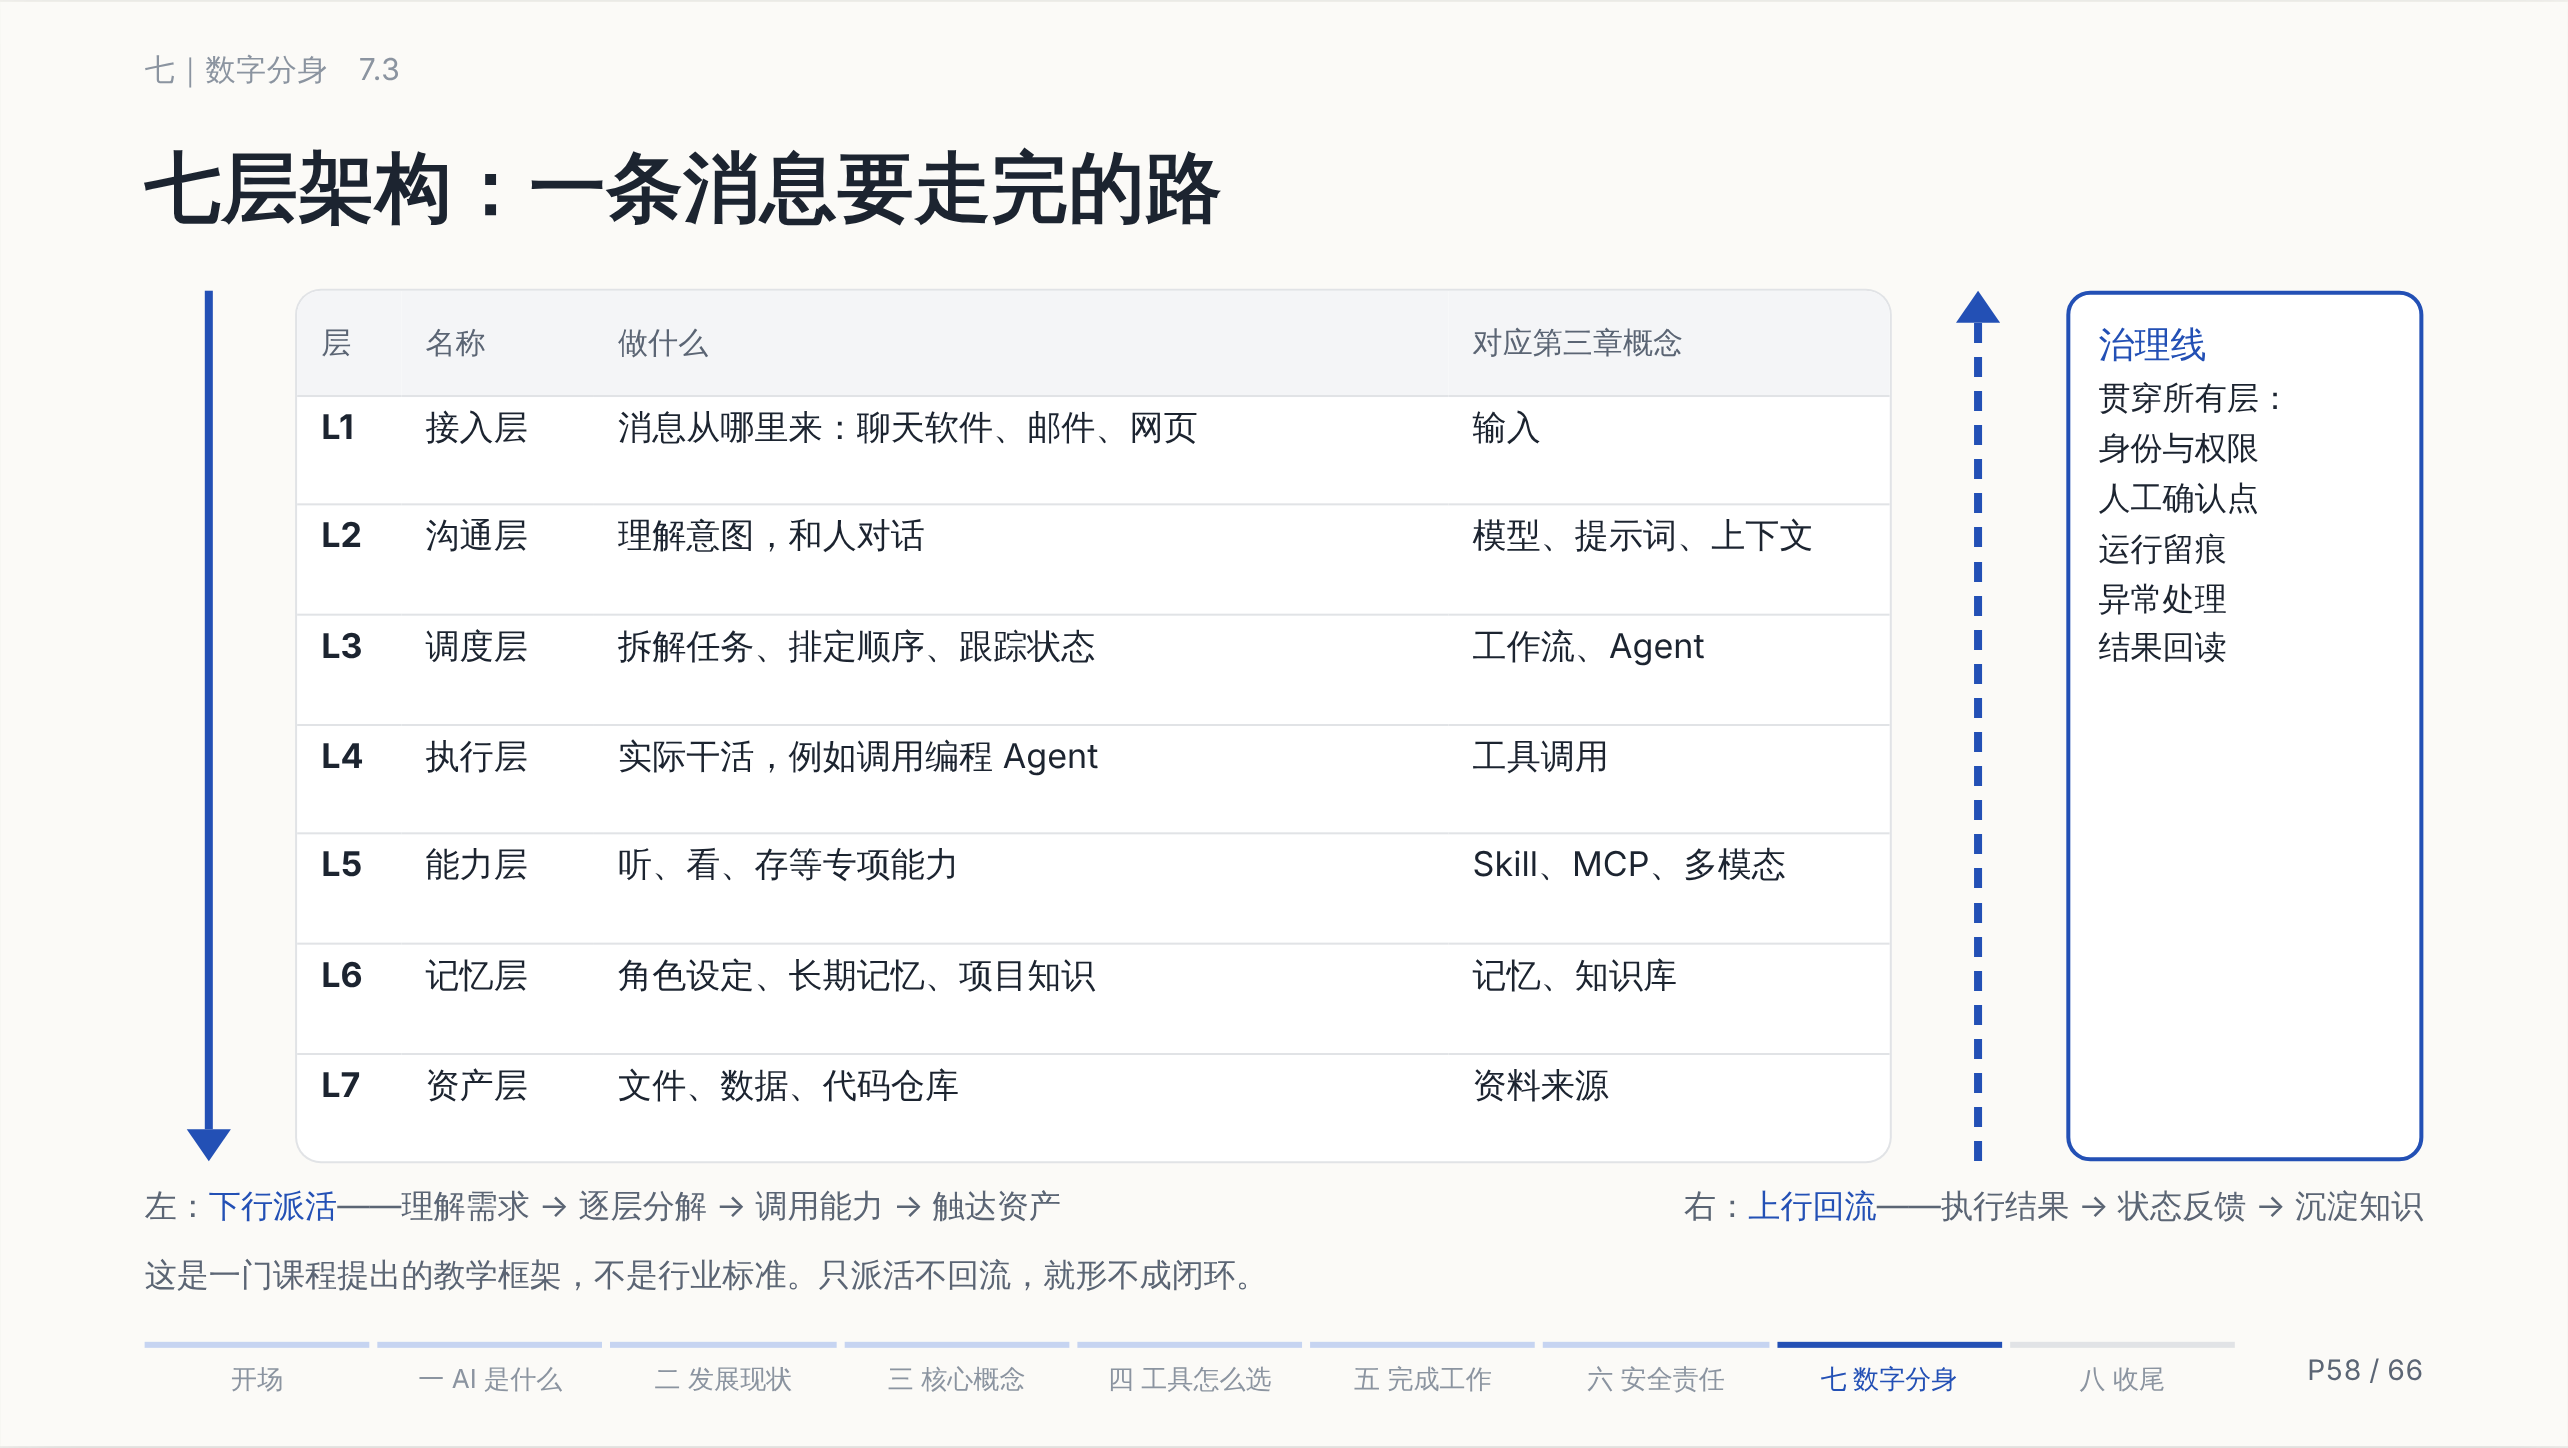 七｜数字分身 7.3
七层架构：一条消息要走完的路
层 名称 做什么 对应第三章概念
L1 接入层 消息从哪里来：聊天软件、邮件、网页 输入
L2 沟通层 理解意图，和人对话 模型、提示词、上下文
L3 调度层 拆解任务、排定顺序、跟踪状态 工作流、Agent
L4 执行层 实际干活，例如调用编程 Agent 工具调用
L5 能力层 听、看、存等专项能力 Skill、MCP、多模态
L6 记忆层 角色设定、长期记忆、项目知识 记忆、知识库
L7 资产层 文件、数据、代码仓库 资料来源
治理线
贯穿所有层：
身份与权限
人工确认点
运行留痕
异常处理
结果回读
左：下行派活——理解需求 → 逐层分解 → 调用能力 → 触达资产
右：上行回流——执行结果 → 状态反馈 → 沉淀知识
这是一门课程提出的教学框架，不是行业标准。只派活不回流，就形不成闭环。
开场 一 AI 是什么 二 发展现状 三 核心概念 四 工具怎么选 五 完成工作 六 安全责任 七 数字分身 八 收尾 P58 / 66